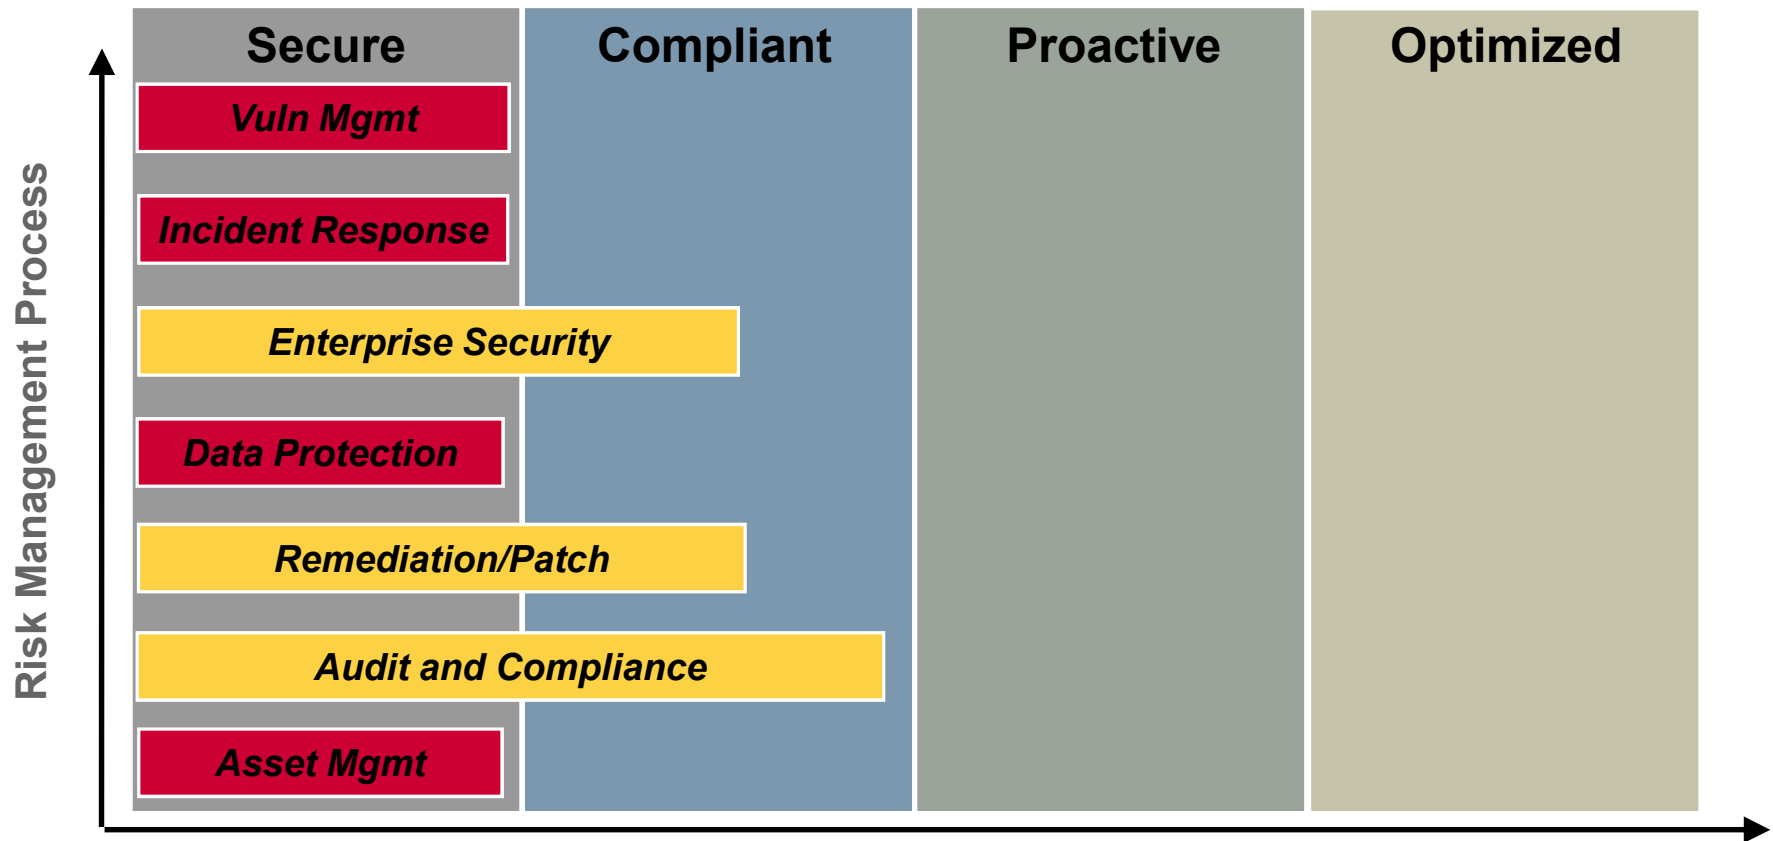 Secure
Compliant
Proactive
Optimized
Risk Management Process
Vuln Mgmt
Incident Response
Enterprise Security
Data Protection
Remediation/Patch
Audit and Compliance
Asset Mgmt